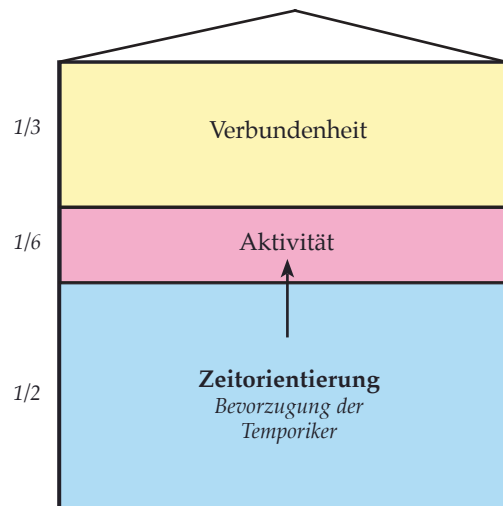 1/3
Verbundenheit
1/6
Aktivität
1/2
Zeitorientierung
Bevorzugung der
Temporiker